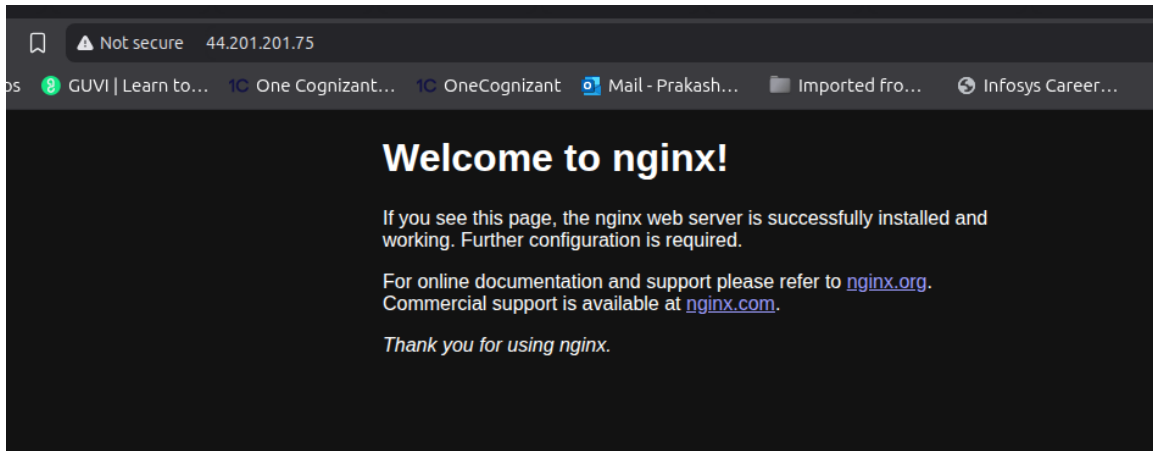 Not secure 44.201.201.75
os GUVI | Learn to... 1C One Cognizant... 1C OneCognizant Mail - Prakash... Imported fro... Infosys Career...
Welcome to nginx!
If you see this page, the nginx web server is successfully installed and
working. Further configuration is required.
For online documentation and support please refer to nginx.org.
Commercial support is available at nginx.com.
Thank you for using nginx.